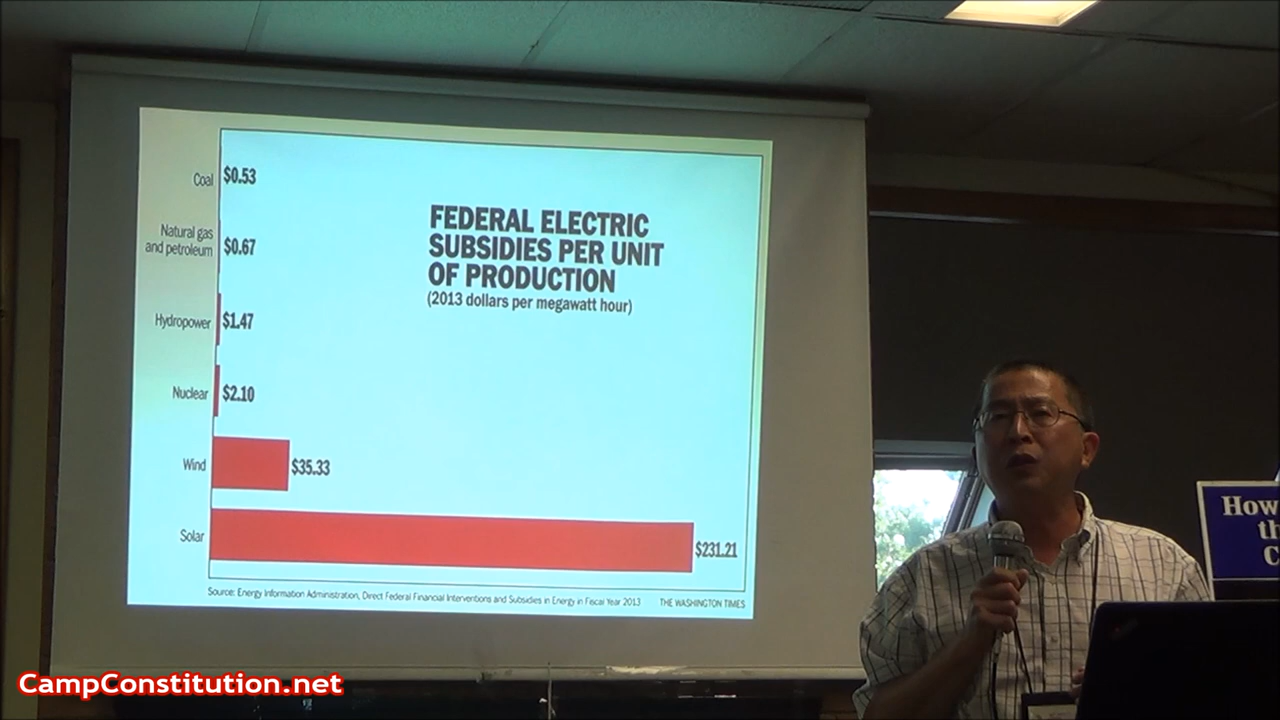 Coal $0.53
Natural gas
and petroleum $0.67
Hydropower $1.47
Nuclear $2.10
Wind $35.33
Solar $231.21
FEDERAL ELECTRIC
SUBSIDIES PER UNIT
OF PRODUCTION
(2013 dollars per megawatt hour)
Source: Energy Information Administration, Direct Federal Financial Interventions and Subsidies in Energy in Fiscal Year 2013 THE WASHINGTON TIMES
How
th
C
CampConstitution.net